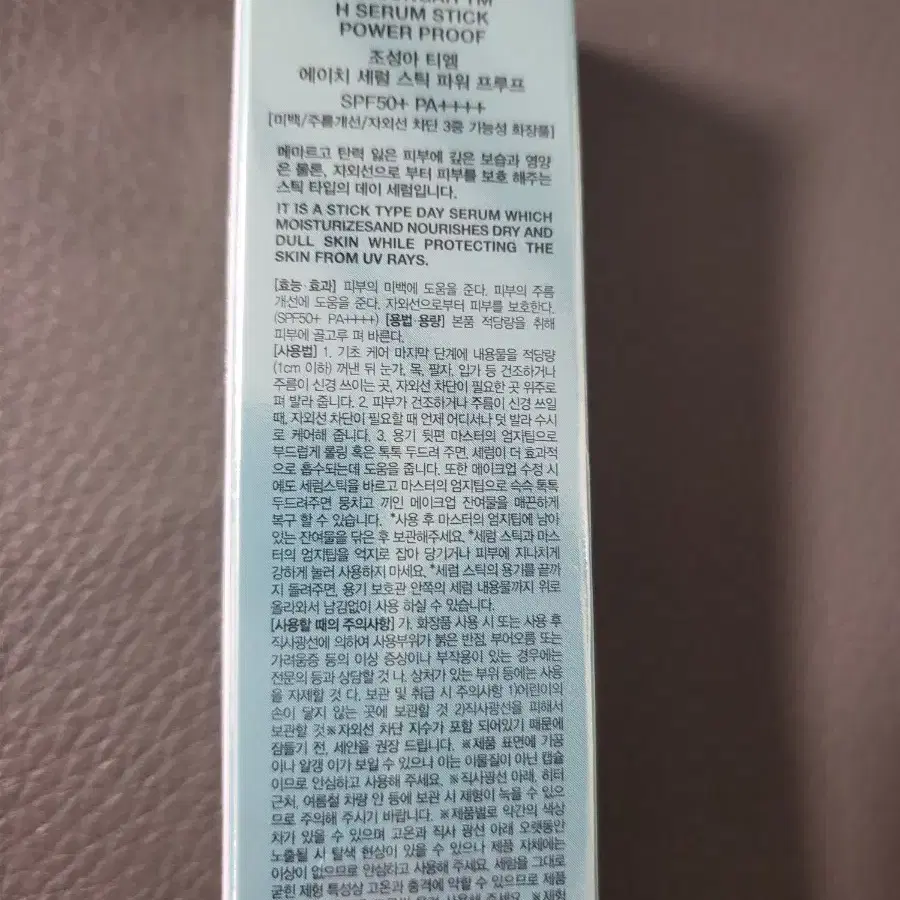 H SERUM STICK
POWER PROOF
조성아 티엠
에이치 세럼 스틱 파워 프루프
SPF50+ PA++++
[미백/주름개선/자외선 차단 3중 기능성 화장품]
메마르고 탄력 잃은 피부에 깊은 보습과 영양
은 물론, 자외선으로 부터 피부를 보호 해주는
스틱 타입의 데이 세럼입니다.
IT IS A STICK TYPE DAY SERUM WHICH
MOISTURIZESAND NOURISHES DRY AND
DULL SKIN WHILE PROTECTING THE
SKIN FROM UV RAYS.
[효능·효과] 피부의 미백에 도움을 준다. 피부의 주름
개선에 도움을 준다. 자외선으로부터 피부를 보호한다.
(SPF50+ PA++++) [용법·용량] 본품 적당량을 취해
피부에 골고루 펴 바른다.
[사용법] 1. 기초 케어 마지막 단계에 내용물을 적당량
(1cm 이하) 꺼낸 뒤 눈가, 목, 팔자, 입가 등 건조하거나
주름이 신경 쓰이는 곳, 자외선 차단이 필요한 곳 위주로
펴 발라 줍니다. 2. 피부가 건조하거나 주름이 신경 쓰일
때, 자외선 차단이 필요할 때 언제 어디서나 덧 발라 수시
로 케어해 줍니다. 3. 용기 뒷편 마스터의 엄지팁으로
부드럽게 롤링 혹은 톡톡 두드려 주면, 세럼이 더 효과적
으로 흡수되는데 도움을 줍니다. 또한 메이크업 수정 시
에도 세럼스틱을 바르고 마스터의 엄지팁으로 슥슥 톡톡
두드려주면 뭉치고 끼인 메이크업 잔여물을 매끈하게
복구 할 수 있습니다. *사용 후 마스터의 엄지팁에 남아
있는 잔여물을 닦은 후 보관해주세요. *세럼 스틱과 마스
터의 엄지팁을 억지로 잡아 당기거나 피부에 지나치게
강하게 눌러 사용하지 마세요. *세럼 스틱의 용기를 끝까
지 돌려주면, 용기 보호관 안쪽의 세럼 내용물까지 위로
올라와서 남김없이 사용 하실 수 있습니다.
[사용할 때의 주의사항] 가. 화장품 사용 시 또는 사용 후
직사광선에 의하여 사용부위가 붉은 반점, 부어오름 또는
가려움증 등의 이상 증상이나 부작용이 있는 경우에는
전문의 등과 상담할 것 나. 상처가 있는 부위 등에는 사용
을 자제할 것 다. 보관 및 취급 시 주의사항 1)어린이의
손이 닿지 않는 곳에 보관할 것 2)직사광선을 피해서
보관할 것 ※자외선 차단 지수가 포함 되어있기 때문에
잠들기 전, 세안을 권장 드립니다. ※제품 표면에 기공
이나 알갱이가 보일 수 있으나 이는 이물질이 아닌 캡슐
이므로 안심하고 사용해 주세요. ※직사광선 아래, 히터
근처, 여름철 차량 안 등에 보관 시 제형이 녹을 수 있으
므로 주의해 주시기 바랍니다. ※제품별로 약간의 색상
차가 있을 수 있으며 고온과 직사 광선 아래 오랫동안
노출될 시 탈색 현상이 있을 수 있으나 제품 자체에는
이상이 없으므로 안심하고 사용해 주세요. 세럼을 그대로
굳힌 제형 특성상 고온과 충격에 약할 수 있으므로 제품